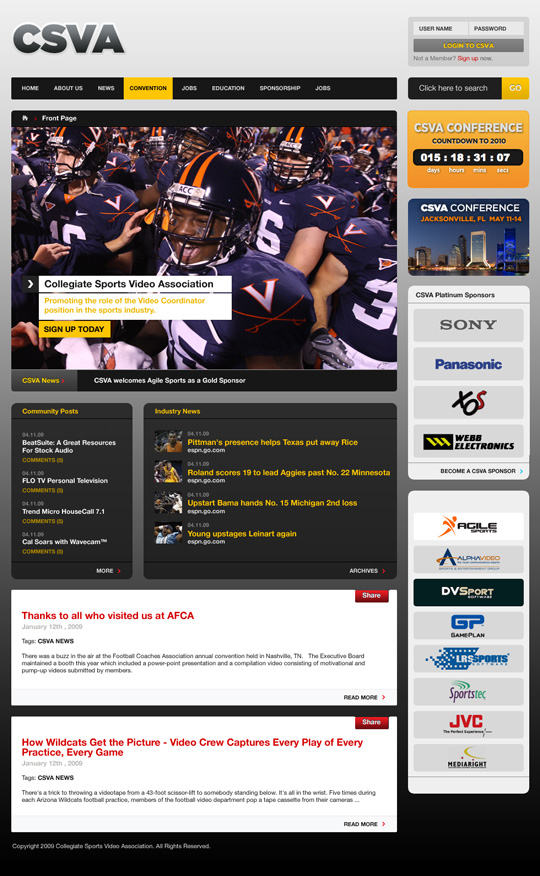 CSVA
USER NAME
PASSWORD
LOGIN TO CSVA
Not a Member? Sign up now.
HOME
ABOUT US
NEWS
CONVENTION
JOBS
EDUCATION
SPONSORSHIP
JOBS
Click here to search
GO
Front Page
ACC
Collegiate Sports Video Association
Promoting the role of the Video Coordinator
position in the sports industry.
SIGN UP TODAY
CSVA News
CSVA welcomes Agile Sports as a Gold Sponsor
CSVA CONFERENCE
COUNTDOWN TO 2010
015 : 18 : 31 : 07
days hours mins secs
CSVA CONFERENCE
JACKSONVILLE, FL MAY 11-14
CSVA Platinum Sponsors
SONY
Panasonic
XOS
WEBB
ELECTRONICS
BECOME A CSVA SPONSOR
Community Posts
04.11.09
BeatSuite: A Great Resources
For Stock Audio
COMMENTS (5)
04.11.09
FLO TV Personal Television
COMMENTS (5)
04.11.09
Trend Micro HouseCall 7.1
COMMENTS (5)
04.11.09
Cal Soars with Wavecam™
COMMENTS (5)
MORE
Industry News
04.11.09
Pittman's presence helps Texas put away Rice
espn.go.com
04.11.09
Roland scores 19 to lead Aggies past No. 22 Minnesota
espn.go.com
04.11.09
Upstart Bama hands No. 15 Michigan 2nd loss
espn.go.com
04.11.09
Young upstages Leinart again
espn.go.com
ARCHIVES
AGILE
SPORTS
ALPHAVIDEO
SPORTS & ENTERTAINMENT GROUP
DVSPORT
SOFTWARE
GP
GAMEPLAN
LRSSPORTS
SOFTWARE
Sportstec
JVC
The Perfect Experience
MEDIARIGHT
Share
Thanks to all who visited us at AFCA
January 12th , 2009
Tags: CSVA NEWS
There was a buzz in the air at the Football Coaches Association annual convention held in Nashville, TN. The Executive Board
maintained a booth this year which included a power-point presentation and a compilation video consisting of motivational and
pump-up videos submitted by members.
READ MORE
Share
How Wildcats Get the Picture - Video Crew Captures Every Play of Every
Practice, Every Game
January 12th , 2009
Tags: CSVA NEWS
There's a trick to throwing a videotape from a 43-foot scissor-lift to somebody standing below. It's all in the wrist. Five times during
each Arizona Wildcats football practice, members of the football video department pop a tape cassette from their cameras ...
READ MORE
Copyright 2009 Collegiate Sports Video Association. All Rights Reserved.